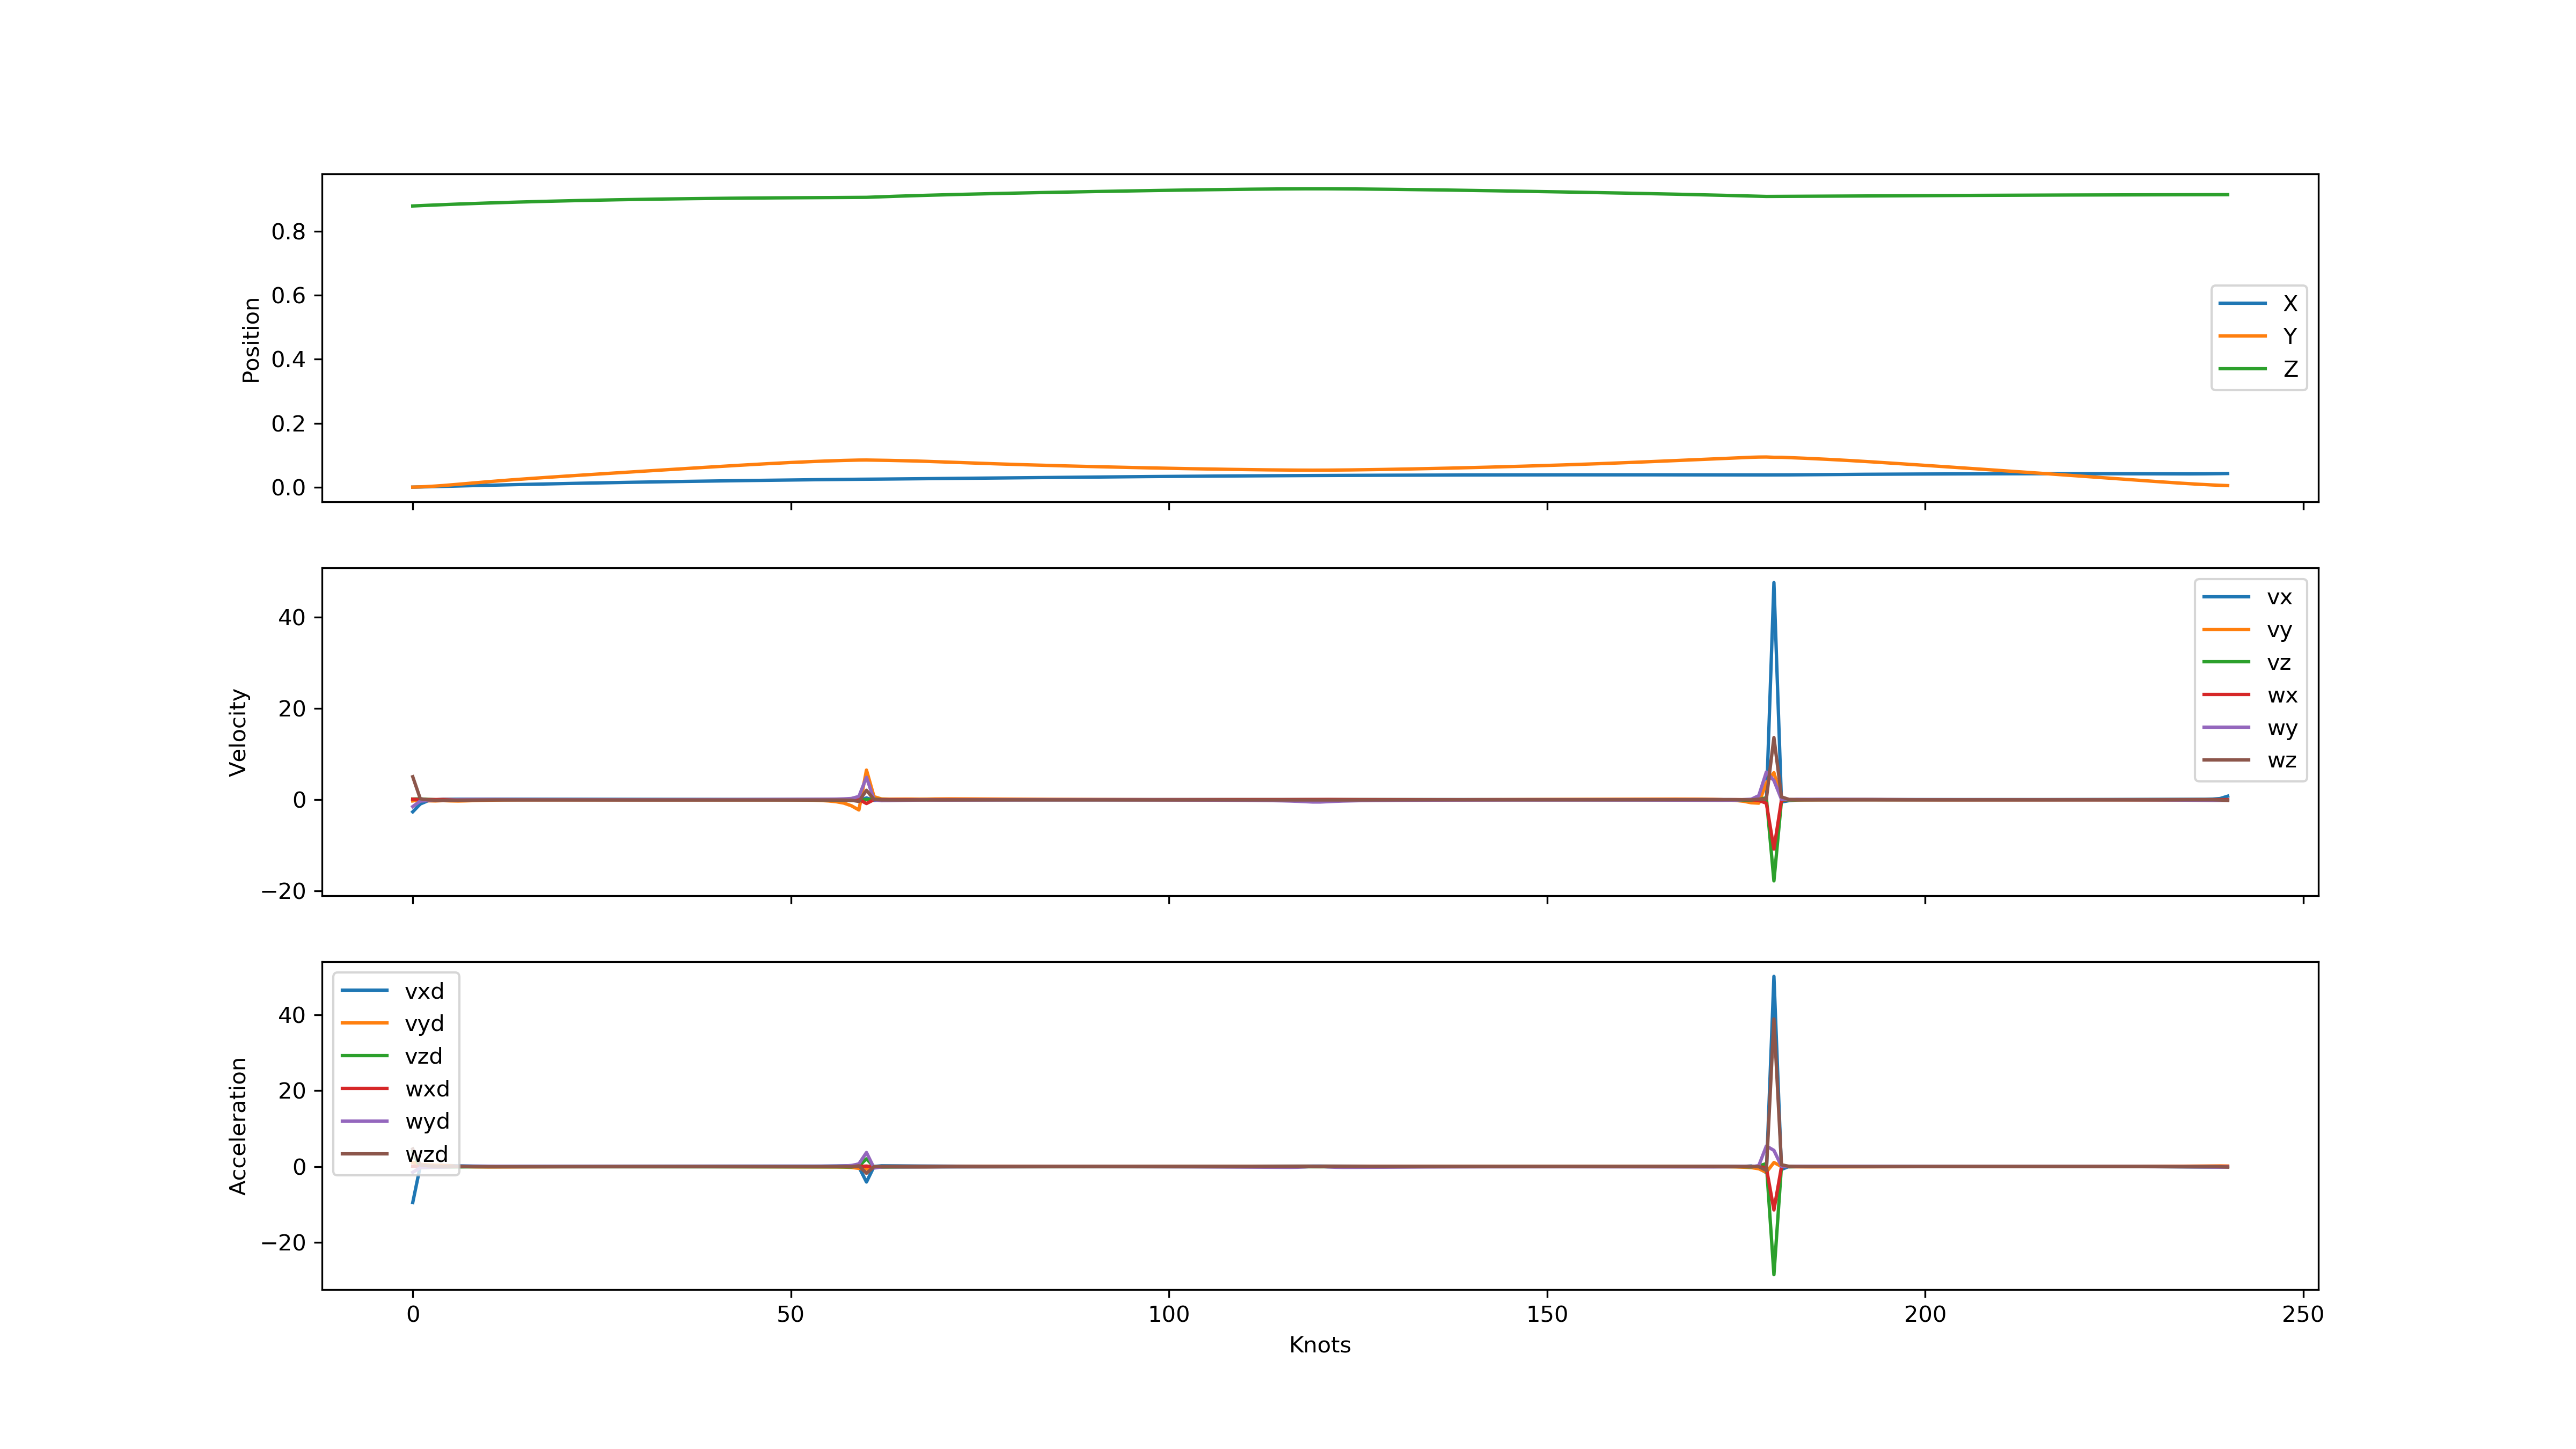 Position
0.8
0.6
0.4
0.2
0.0
X
Y
Z
Velocity
40
20
0
−20
vx
vy
vz
wx
wy
wz
Acceleration
40
20
0
−20
vxd
vyd
vzd
wxd
wyd
wzd
0 50 100 150 200 250
Knots